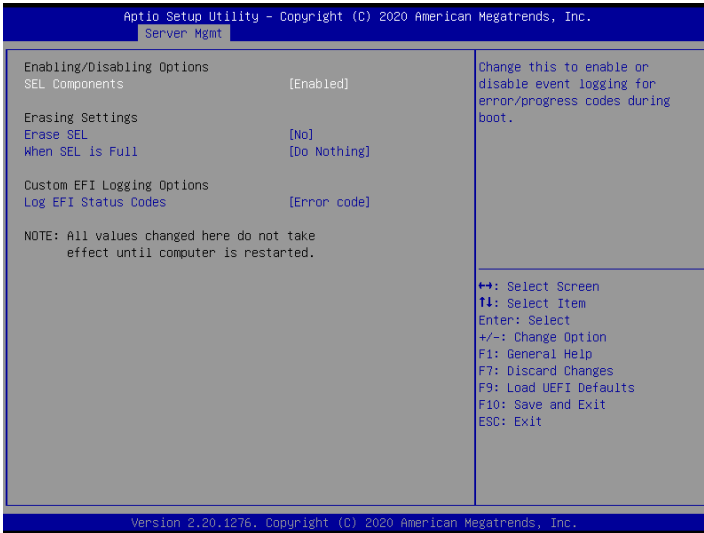 Aptio Setup Utility – Copyright (C) 2020 American Megatrends, Inc.
Server Mgmt
Enabling/Disabling Options
SEL Components [Enabled]
Erasing Settings
Erase SEL [No]
When SEL is Full [Do Nothing]
Custom EFI Logging Options
Log EFI Status Codes [Error code]
NOTE: All values changed here do not take
effect until computer is restarted.
Change this to enable or
disable event logging for
error/progress codes during
boot.
↔: Select Screen
↑↓: Select Item
Enter: Select
+/-: Change Option
F1: General Help
F7: Discard Changes
F9: Load UEFI Defaults
F10: Save and Exit
ESC: Exit
Version 2.20.1276. Copyright (C) 2020 American Megatrends, Inc.